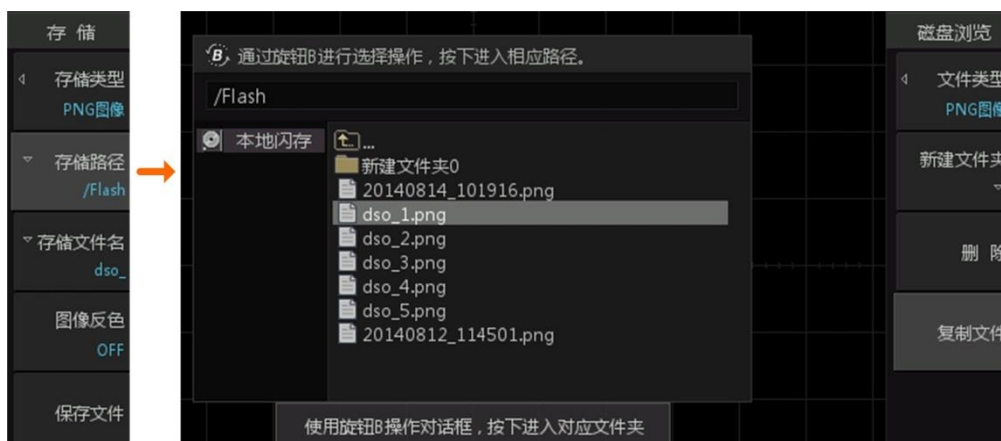 存 储
存储类型
PNG图像
存储路径
/Flash
存储文件名
dso_
图像反色
OFF
保存文件
B, 通过旋钮B进行选择操作，按下进入相应路径。
/Flash
本地闪存
...
新建文件夹0
20140814_101916.png
dso_1.png
dso_2.png
dso_3.png
dso_4.png
dso_5.png
20140812_114501.png
使用旋钮B操作对话框，按下进入对应文件夹
磁盘浏览
文件类型
PNG图像
新建文件夹
删 除
复制文件